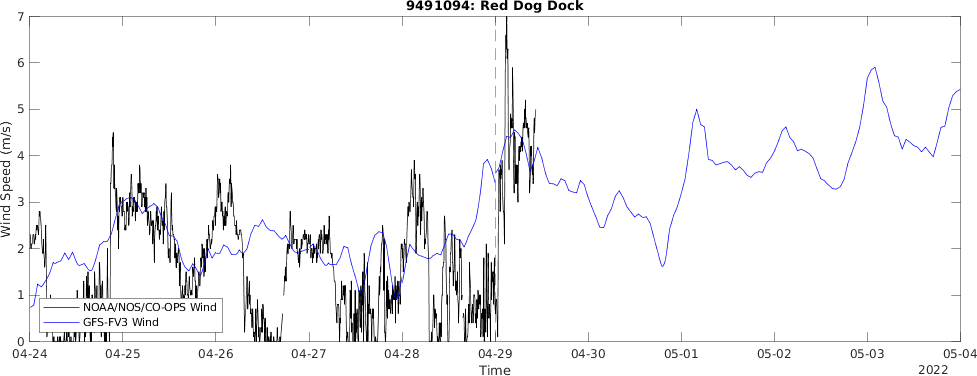 9491094: Red Dog Dock
7
6
5
4
3
2
1
0
Wind Speed (m/s)
NOAA/NOS/CO-OPS Wind
GFS-FV3 Wind
04-24 04-25 04-26 04-27 04-28 04-29 04-30 05-01 05-02 05-03 05-04
Time
2022